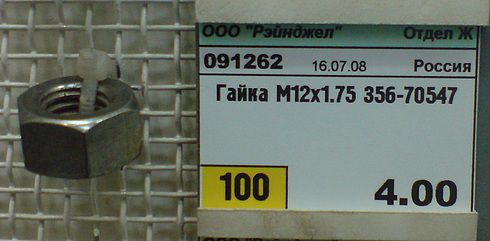 ООО "Рэйнджел" Отдел Ж
091262 16.07.08 Россия
Гайка М12х1.75 356-70547
100 4.00